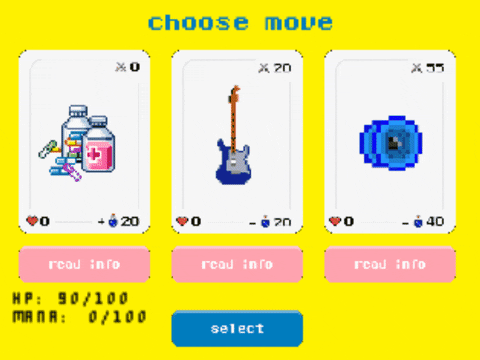 choose move
0
20
55
0
+ 20
0
- 20
0
- 40
read info
read info
read info
HP: 90/100
MANA: 0/100
select